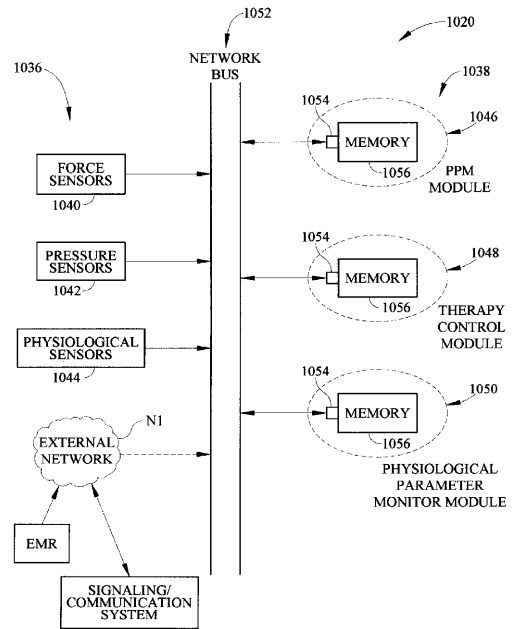 1052
1020
NETWORK
BUS
1036
1038
1054
1046
MEMORY
1056
PPM
MODULE
FORCE
SENSORS
1040
1054
1048
PRESSURE
SENSORS
1042
MEMORY
1056
THERAPY
CONTROL
MODULE
PHYSIOLOGICAL
SENSORS
1044
1054
1050
MEMORY
1056
N1
EXTERNAL
NETWORK
PHYSIOLOGICAL
PARAMETER
MONITOR MODULE
EMR
SIGNALING/
COMMUNICATION
SYSTEM